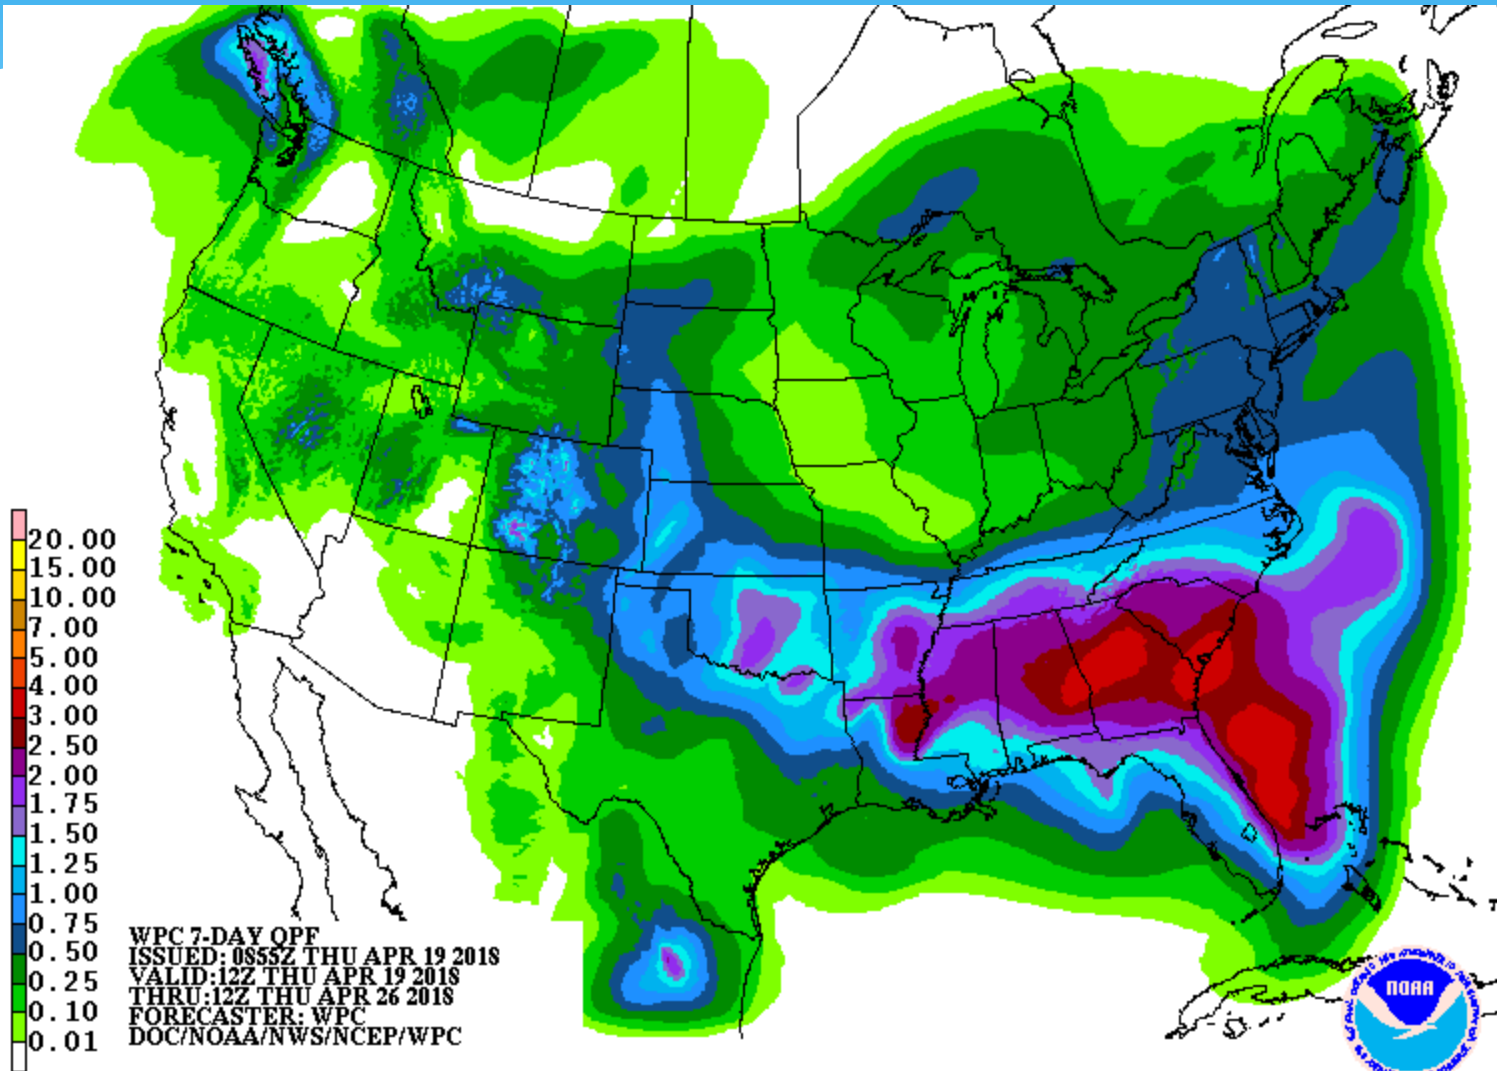 20.00
15.00
10.00
7.00
5.00
4.00
3.00
2.50
2.00
1.75
1.50
1.25
1.00
0.75
0.50
0.25
0.10
0.01
WPC 7-DAY QPF
ISSUED: 0855Z THU APR 19 2018
VALID:12Z THU APR 19 2018
THRU:12Z THU APR 26 2018
FORECASTER: WPC
DOC/NOAA/NWS/NCEP/WPC
NOAA